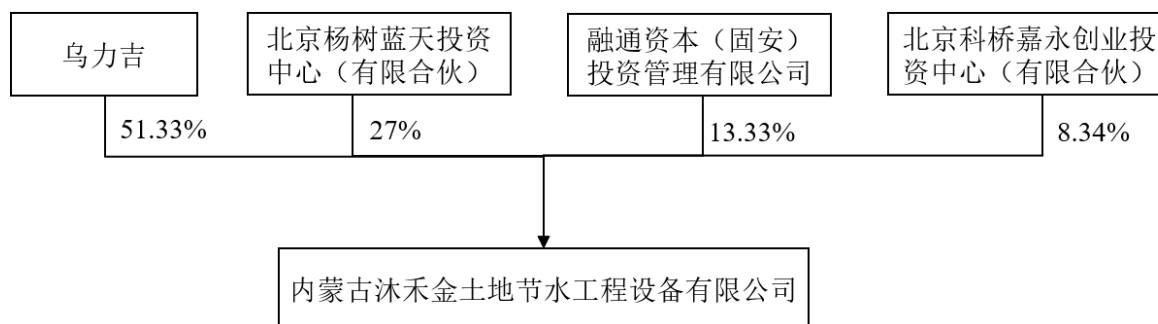 乌力吉
北京杨树蓝天投资
中心（有限合伙）
融通资本（固安）
投资管理有限公司
北京科桥嘉永创业投
资中心（有限合伙）
51.33%
27%
13.33%
8.34%
内蒙古沐禾金土地节水工程设备有限公司